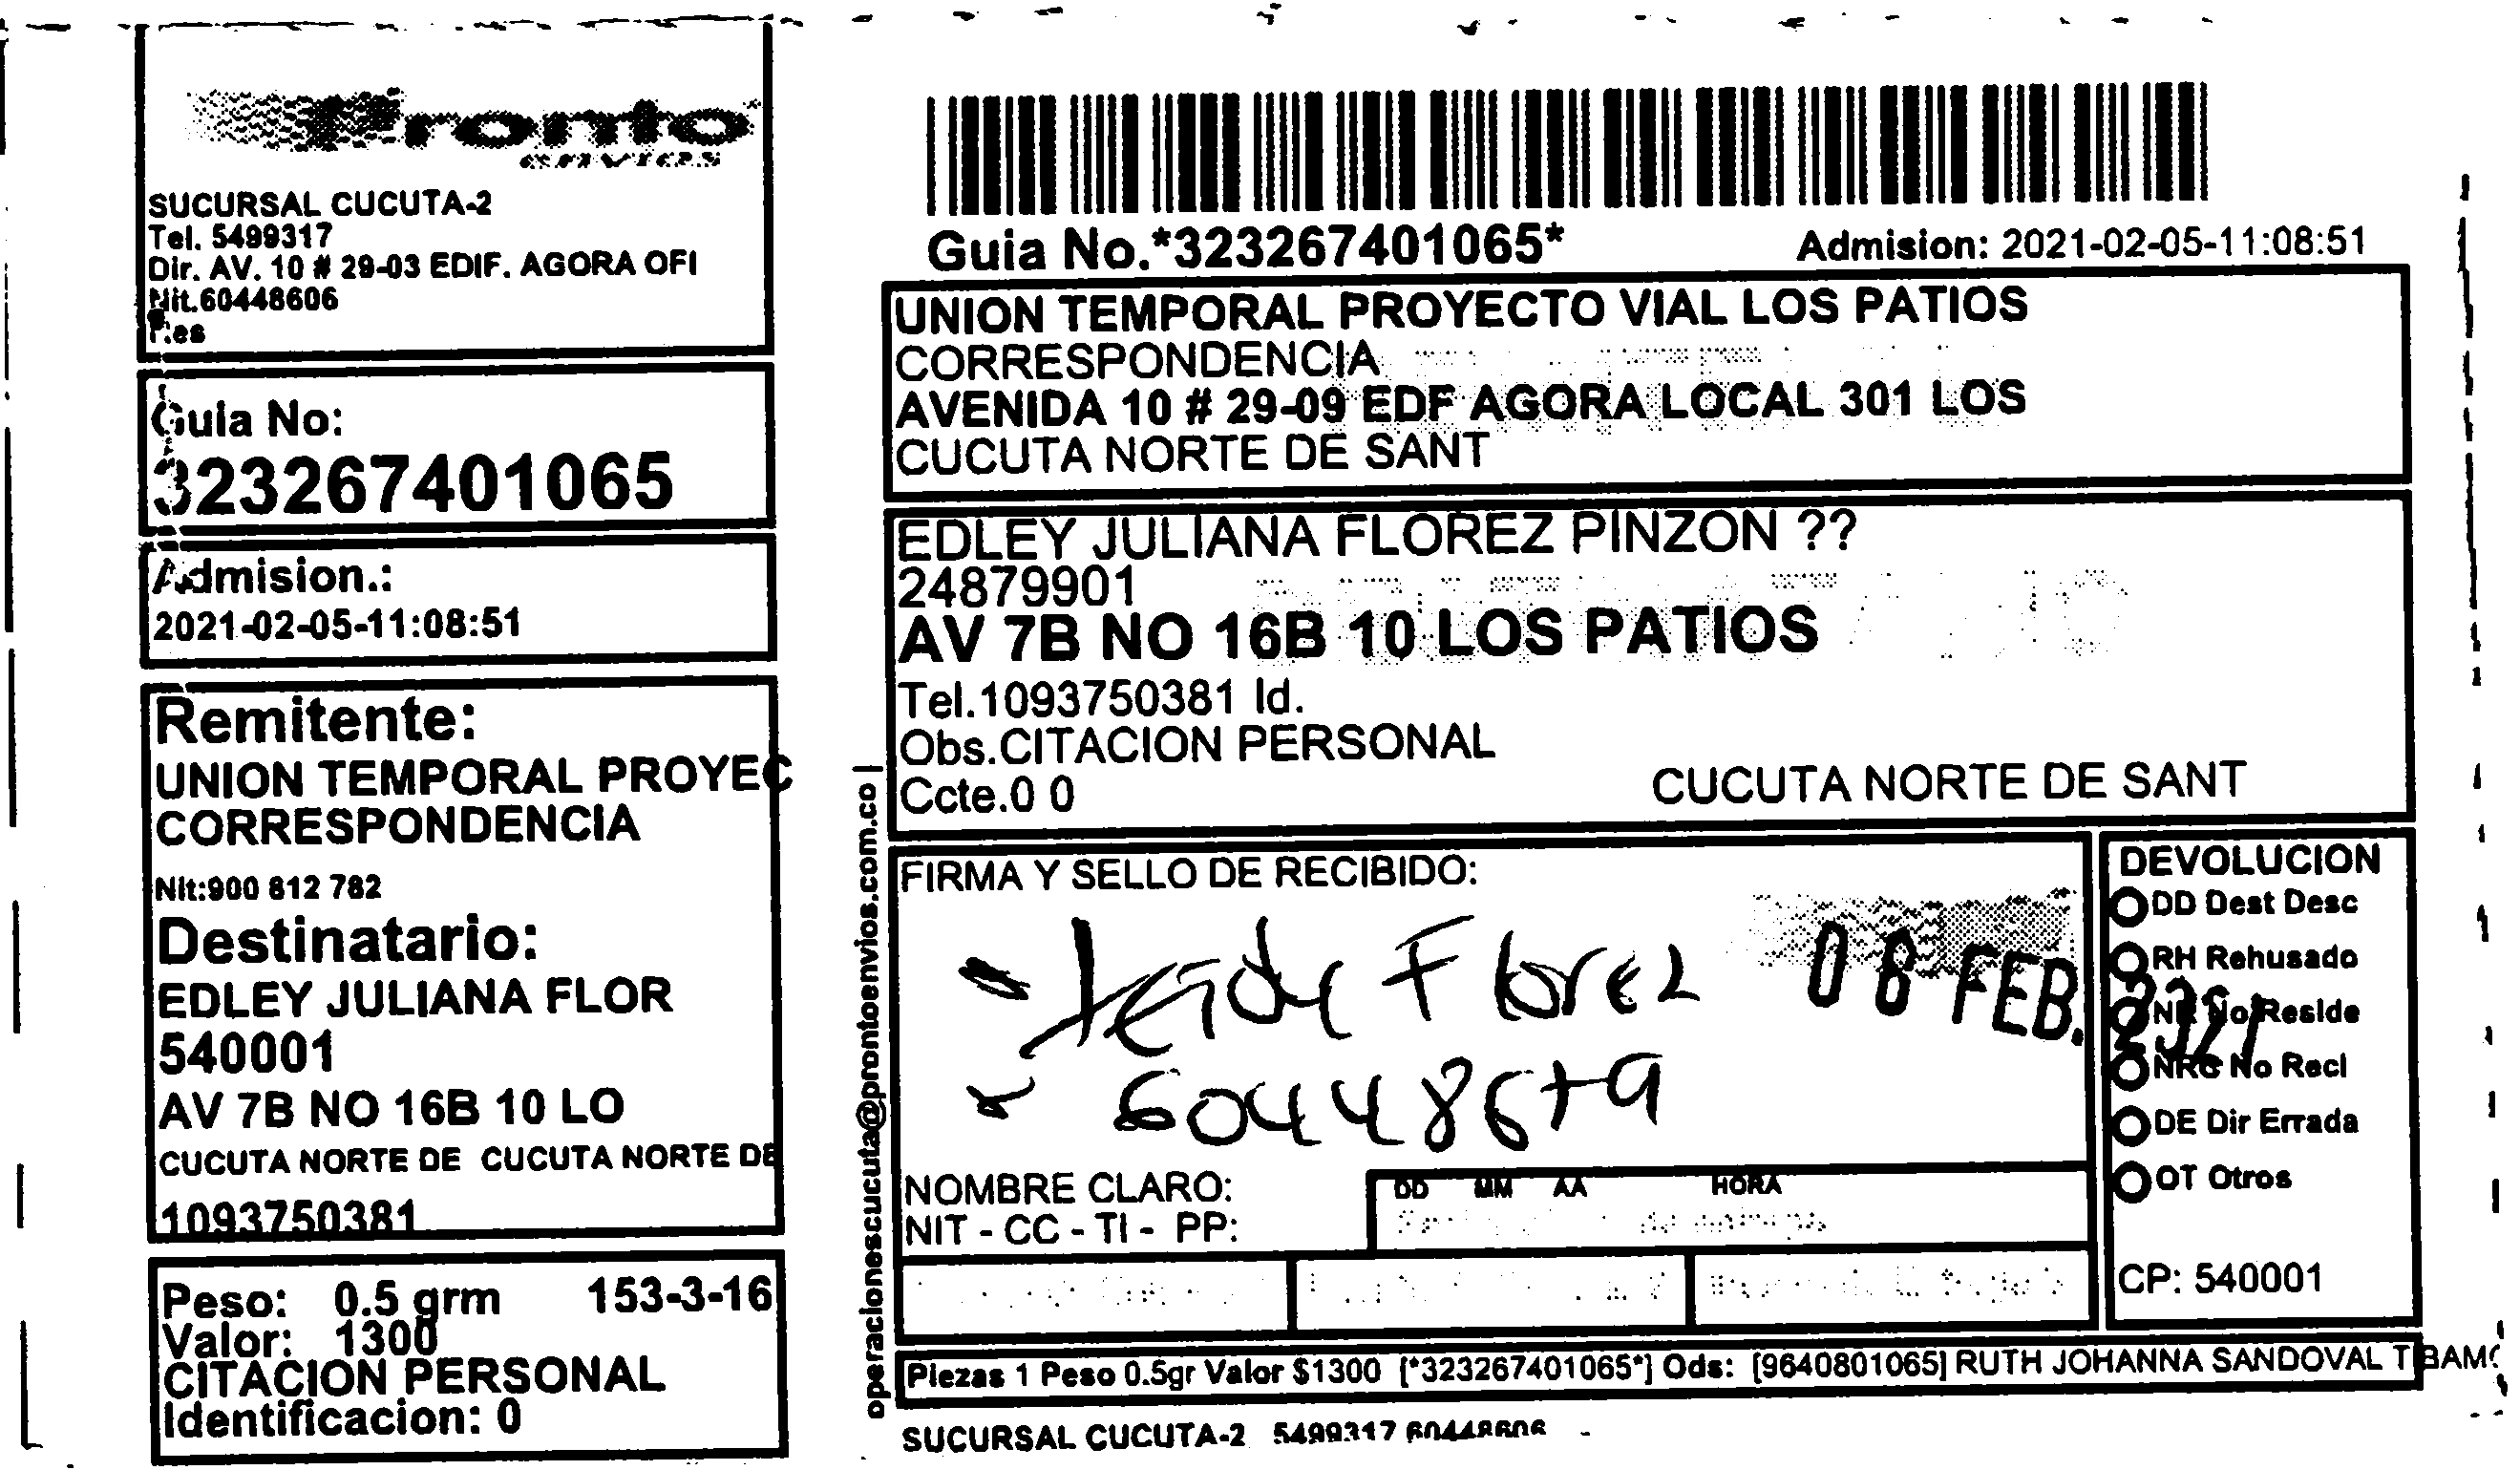 Pronto
envios
SUCURSAL CUCUTA-2
Tel. 5499317
Dir. AV. 10 # 29-03 EDIF. AGORA OFI
Nit.60448606
Guia No:
323267401065
Admision.:
2021-02-05-11:08:51
Remitente:
UNION TEMPORAL PROYEC
CORRESPONDENCIA
Nit:900 812 782
Destinatario:
EDLEY JULIANA FLOR
540001
AV 7B NO 16B 10 LO
CUCUTA NORTE DE CUCUTA NORTE DE
1093750381
Peso: 0.5 grm 153-3-16
Valor: 1300
CITACION PERSONAL
Identificacion: 0
operacionescucuta@prontoenvios.com.co |
Guia No.*323267401065* Admision: 2021-02-05-11:08:51
UNION TEMPORAL PROYECTO VIAL LOS PATIOS
CORRESPONDENCIA
AVENIDA 10 # 29-09 EDF AGORA LOCAL 301 LOS
CUCUTA NORTE DE SANT
EDLEY JULIANA FLOREZ PINZON ??
24879901
AV 7B NO 16B 10 LOS PATIOS
Tel.1093750381 Id.
Obs.CITACION PERSONAL
Ccte.0 0 CUCUTA NORTE DE SANT
FIRMA Y SELLO DE RECIBIDO:
Leidy Florez
60448679
08 FEB. 2021
NOMBRE CLARO:
NIT - CC - TI - PP:
DD MM AA HORA
DEVOLUCION
DD Dest Desc
RH Rehusado
NR No Reside
NRC No Recl
DE Dir Errada
OT Otros
CP: 540001
Piezas 1 Peso 0.5gr Valor $1300 [*323267401065*] Ods: [9640801065] RUTH JOHANNA SANDOVAL TIBAMO
SUCURSAL CUCUTA-2 5499317 60448606